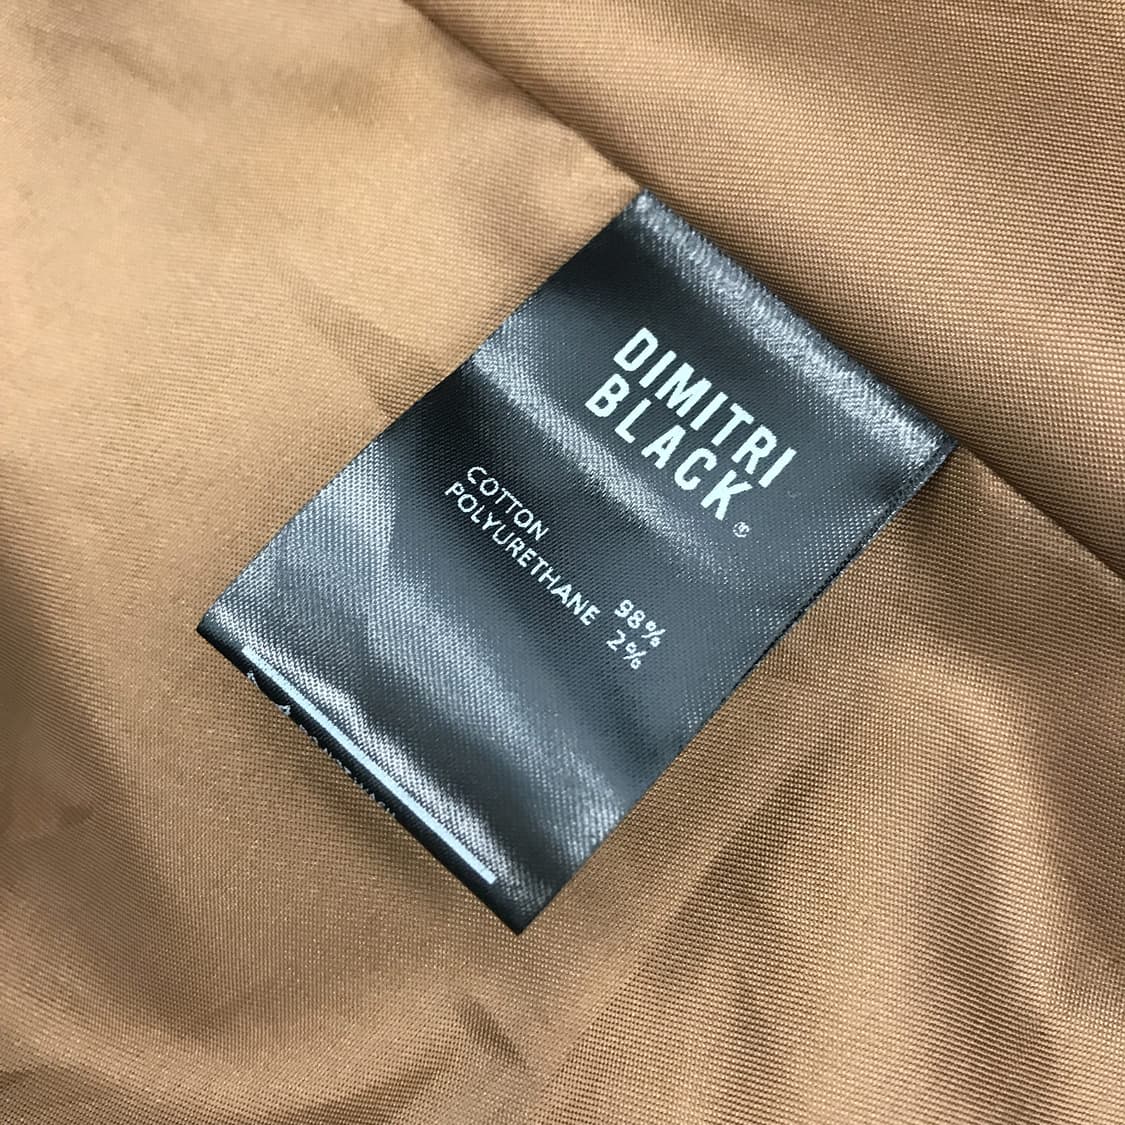 DIMITRI
BLACK®
COTTON 98%
POLYURETHANE 2%